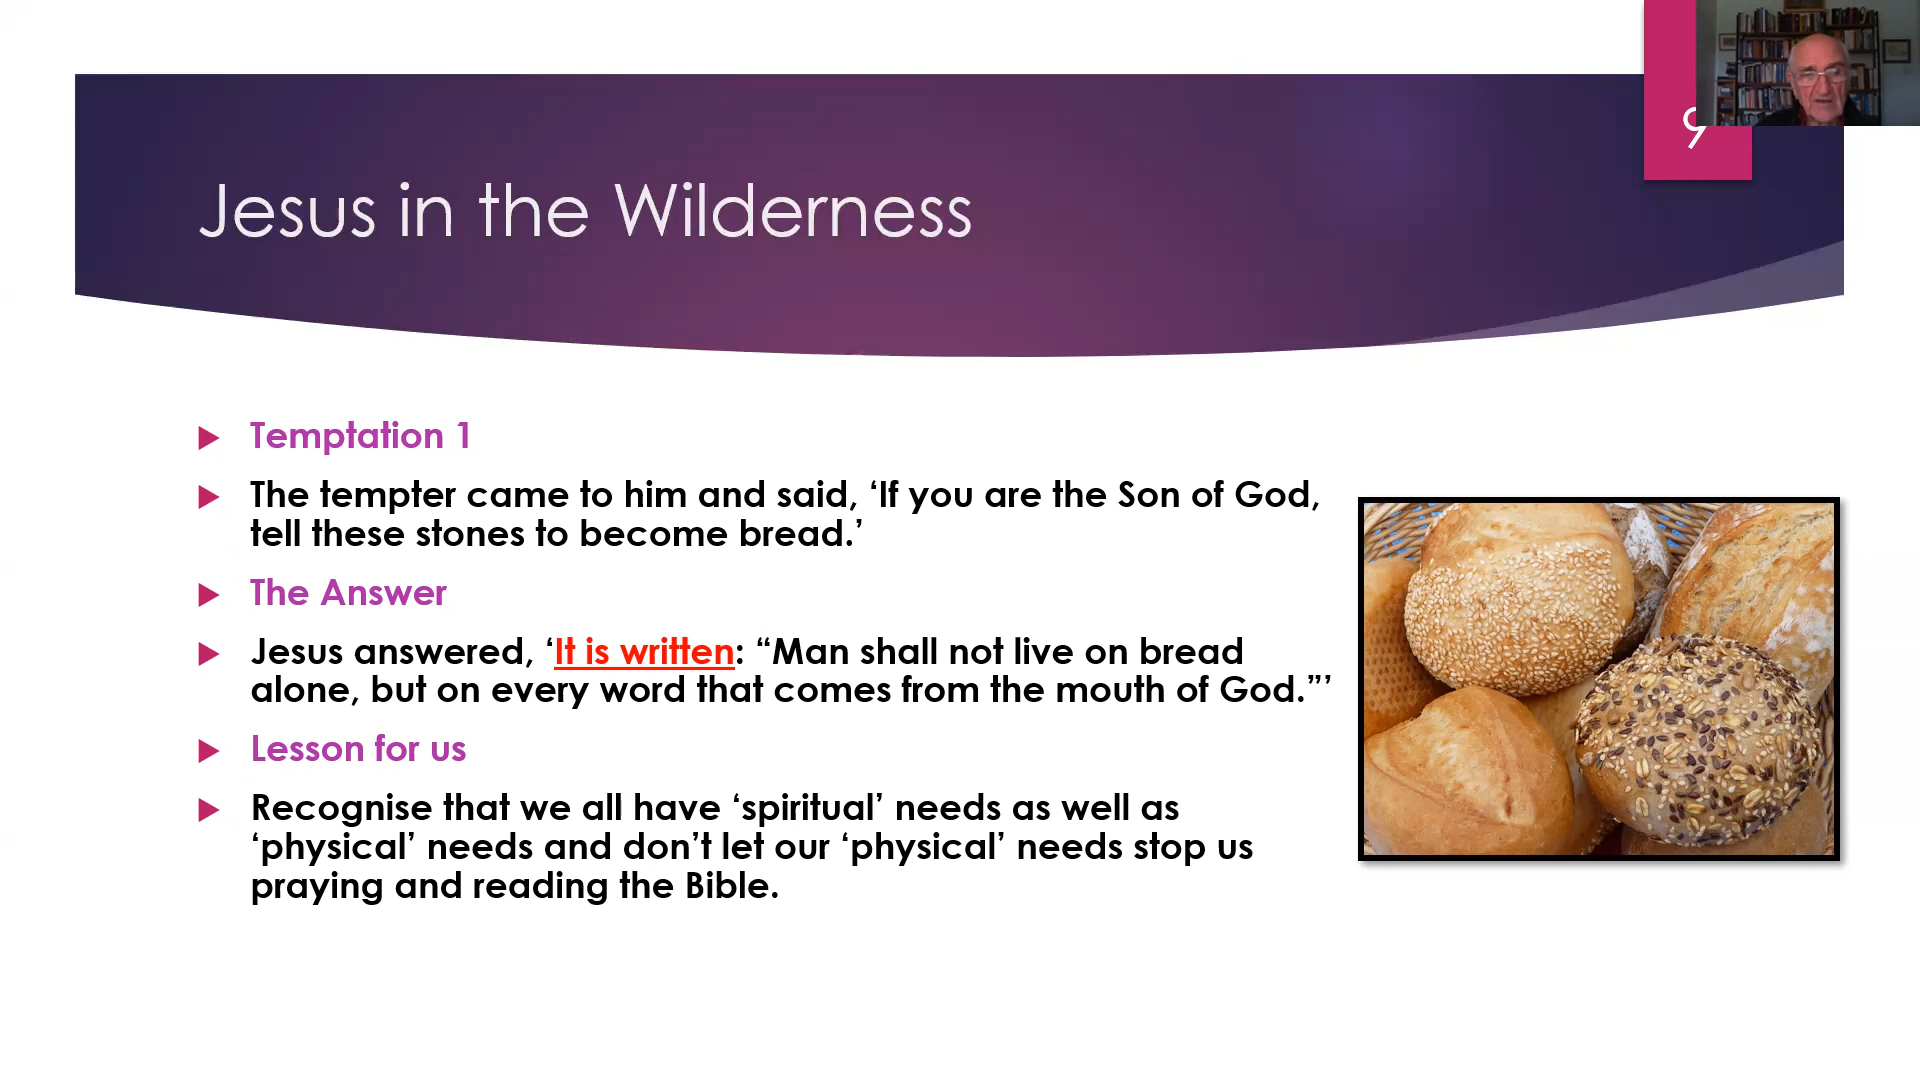 9
Jesus in the Wilderness
Temptation 1
The tempter came to him and said, ‘If you are the Son of God,
tell these stones to become bread.’
The Answer
Jesus answered, ‘It is written: “Man shall not live on bread
alone, but on every word that comes from the mouth of God.”’
Lesson for us
Recognise that we all have ‘spiritual’ needs as well as
‘physical’ needs and don’t let our ‘physical’ needs stop us
praying and reading the Bible.